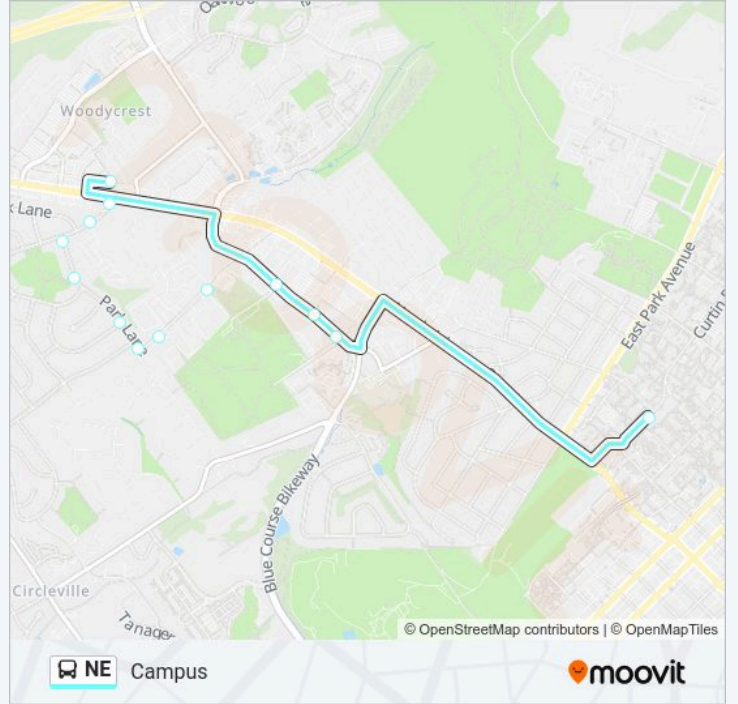 Woodycrest
k Lane
Park Lane
East Park Avenue
Curtin
Blue Course Bikeway
Circleville
Tanager
© OpenStreetMap contributors | © OpenMapTiles
NE Campus
moovit